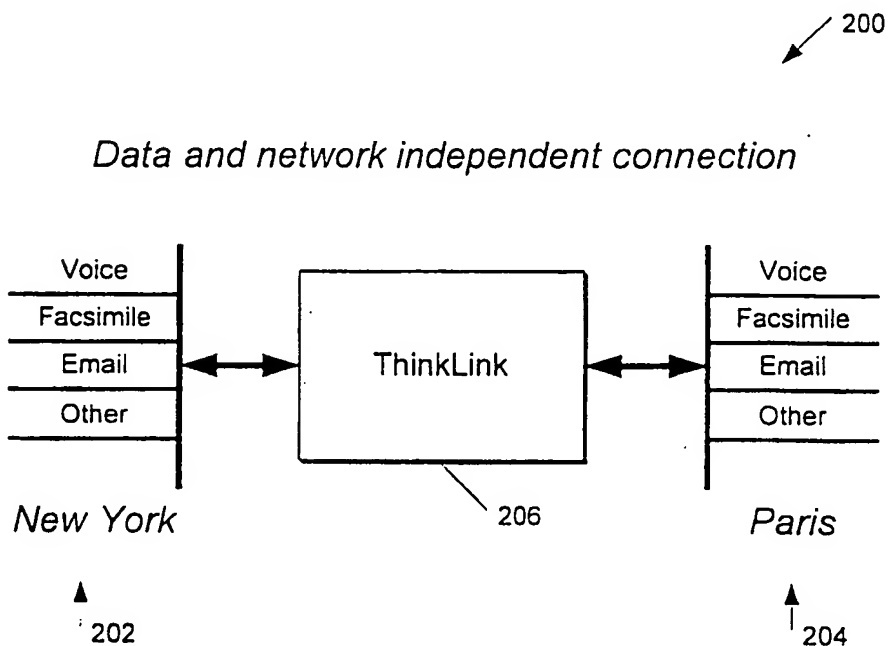 200
Data and network independent connection
Voice
Facsimile
Email
Other
ThinkLink
Voice
Facsimile
Email
Other
New York
206
Paris
202
204